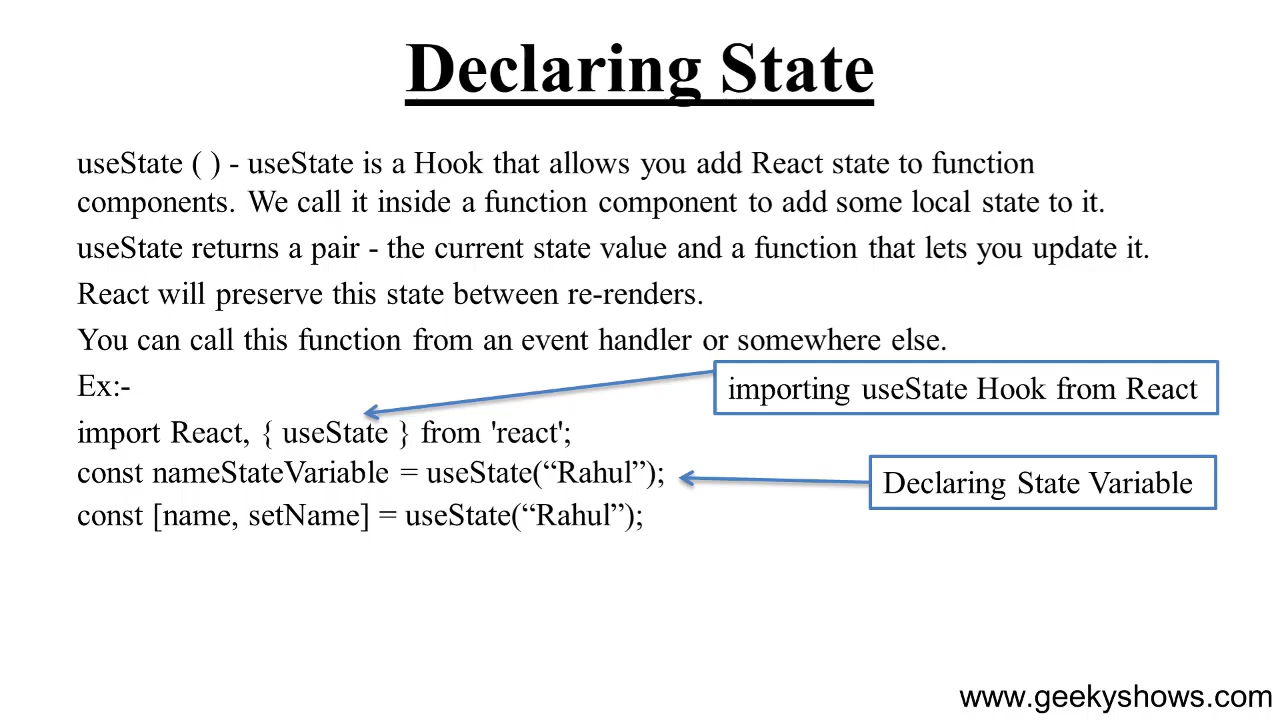 Declaring State
useState ( ) - useState is a Hook that allows you add React state to function
components. We call it inside a function component to add some local state to it.
useState returns a pair - the current state value and a function that lets you update it.
React will preserve this state between re-renders.
You can call this function from an event handler or somewhere else.
Ex:-
importing useState Hook from React
import React, { useState } from 'react';
const nameStateVariable = useState(“Rahul”);
Declaring State Variable
const [name, setName] = useState(“Rahul”);
www.geekyshows.com